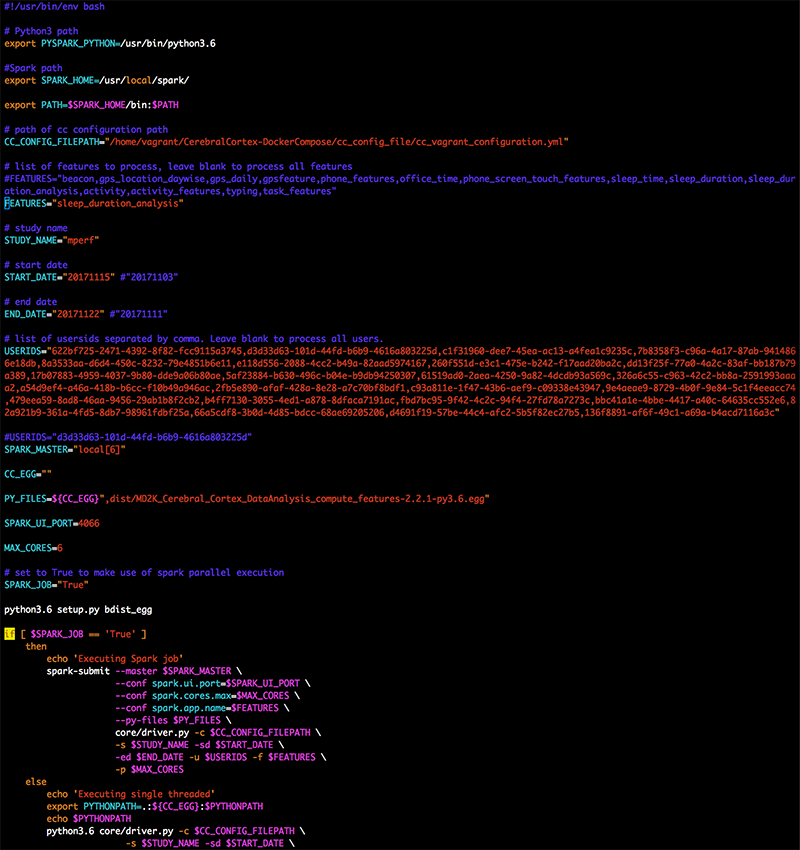 #!/usr/bin/env bash
# Python3 path
export PYSPARK_PYTHON=/usr/bin/python3.6
#Spark path
export SPARK_HOME=/usr/local/spark/
export PATH=$SPARK_HOME/bin:$PATH
# path of cc configuration path
CC_CONFIG_FILEPATH="/home/vagrant/CerebralCortex-DockerCompose/cc_config_file/cc_vagrant_configuration.yml"
# list of features to process, leave blank to process all features
#FEATURES="beacon,gps_location_daywise,gps_daily,gpsfeature,phone_features,office_time,phone_screen_touch_features,sleep_time,sleep_duration,sleep_dur
ation_analysis,activity,activity_features,typing,task_features"
FEATURES="sleep_duration_analysis"
# study name
STUDY_NAME="mperf"
# start date
START_DATE="20171115" #"20171103"
# end date
END_DATE="20171122" #"20171111"
# list of usersids separated by comma. Leave blank to process all users.
USERIDS="622bf725-2471-4392-8f82-fcc9115a3745,d3d33d63-101d-44fd-b6b9-4616a803225d,c1f31960-dee7-45ea-ac13-a4fea1c9235c,7b8358f3-c96a-4a17-87ab-941486
6e18db,8a3533aa-d6d4-450c-8232-79e4851b6e11,e118d556-2088-4cc2-b49a-82aad5974167,260f551d-e3c1-475e-b242-f17aad20ba2c,dd13f25f-77a0-4a2c-83af-bb187b79
a389,17b07883-4959-4037-9b80-dde9a06b80ae,5af23884-b630-496c-b04e-b9db94250307,61519ad0-2aea-4250-9a82-4dcdb93a569c,326a6c55-c963-42c2-bb8a-2591993aaa
a2,a54d9ef4-a46a-418b-b6cc-f10b49a946ac,2fb5e890-afaf-428a-8e28-a7c70bf8bdf1,c93a811e-1f47-43b6-aef9-c09338e43947,9e4aeae9-8729-4b0f-9e84-5c1f4eeacc74
,479eea59-8ad8-46aa-9456-29ab1b8f2cb2,b4ff7130-3055-4ed1-a878-8dfaca7191ac,fbd7bc95-9f42-4c2c-94f4-27fd78a7273c,bbc41a1e-4bbe-4417-a40c-64635cc552e6,8
2a921b9-361a-4fd5-8db7-98961fdbf25a,66a5cdf8-3b0d-4d85-bdcc-68ae69205206,d4691f19-57be-44c4-afc2-5b5f82ec27b5,136f8891-af6f-49c1-a69a-b4acd7116a3c"
#USERIDS="d3d33d63-101d-44fd-b6b9-4616a803225d"
SPARK_MASTER="local[6]"
CC_EGG=""
PY_FILES=${CC_EGG}",dist/MD2K_Cerebral_Cortex_DataAnalysis_compute_features-2.2.1-py3.6.egg"
SPARK_UI_PORT=4066
MAX_CORES=6
# set to True to make use of spark parallel execution
SPARK_JOB="True"
python3.6 setup.py bdist_egg
if [ $SPARK_JOB == 'True' ]
then
echo 'Executing Spark job'
spark-submit --master $SPARK_MASTER \
--conf spark.ui.port=$SPARK_UI_PORT \
--conf spark.cores.max=$MAX_CORES \
--conf spark.app.name=$FEATURES \
--py-files $PY_FILES \
core/driver.py -c $CC_CONFIG_FILEPATH \
-s $STUDY_NAME -sd $START_DATE \
-ed $END_DATE -u $USERIDS -f $FEATURES \
-p $MAX_CORES
else
echo 'Executing single threaded'
export PYTHONPATH=.:${CC_EGG}:$PYTHONPATH
echo $PYTHONPATH
python3.6 core/driver.py -c $CC_CONFIG_FILEPATH \
-s $STUDY_NAME -sd $START_DATE \